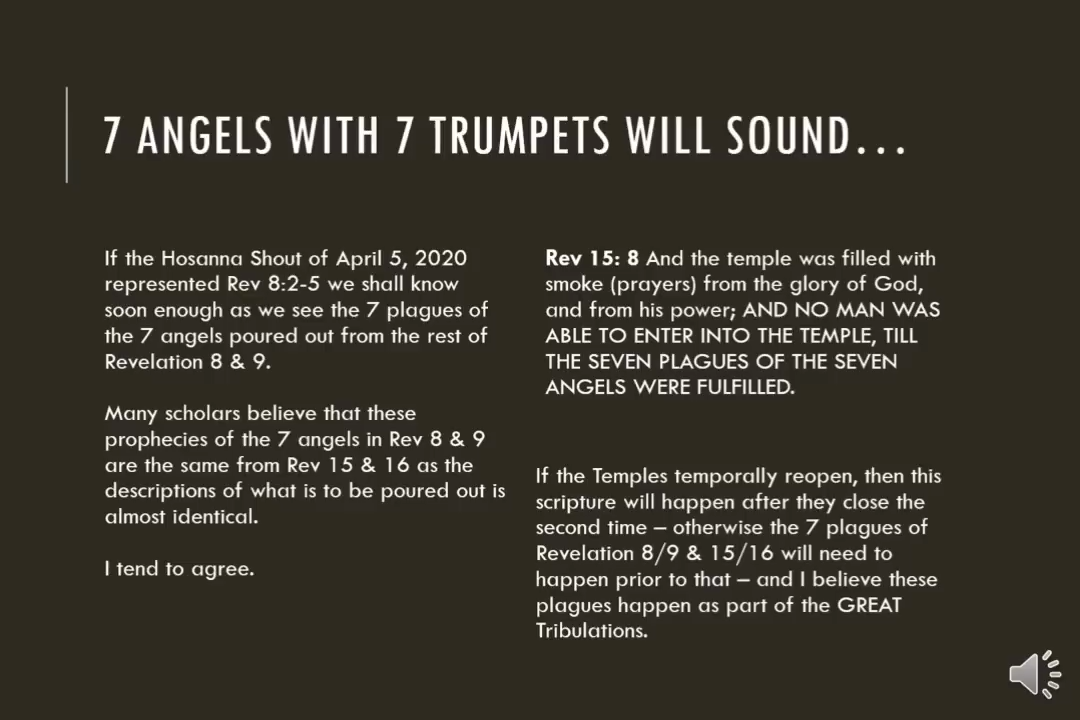 7 ANGELS WITH 7 TRUMPETS WILL SOUND...
If the Hosanna Shout of April 5, 2020
represented Rev 8:2-5 we shall know
soon enough as we see the 7 plagues of
the 7 angels poured out from the rest of
Revelation 8 & 9.
Many scholars believe that these
prophecies of the 7 angels in Rev 8 & 9
are the same from Rev 15 & 16 as the
descriptions of what is to be poured out is
almost identical.
I tend to agree.
Rev 15: 8 And the temple was filled with
smoke (prayers) from the glory of God,
and from his power; AND NO MAN WAS
ABLE TO ENTER INTO THE TEMPLE, TILL
THE SEVEN PLAGUES OF THE SEVEN
ANGELS WERE FULFILLED.
If the Temples temporally reopen, then this
scripture will happen after they close the
second time – otherwise the 7 plagues of
Revelation 8/9 & 15/16 will need to
happen prior to that – and I believe these
plagues happen as part of the GREAT
Tribulations.